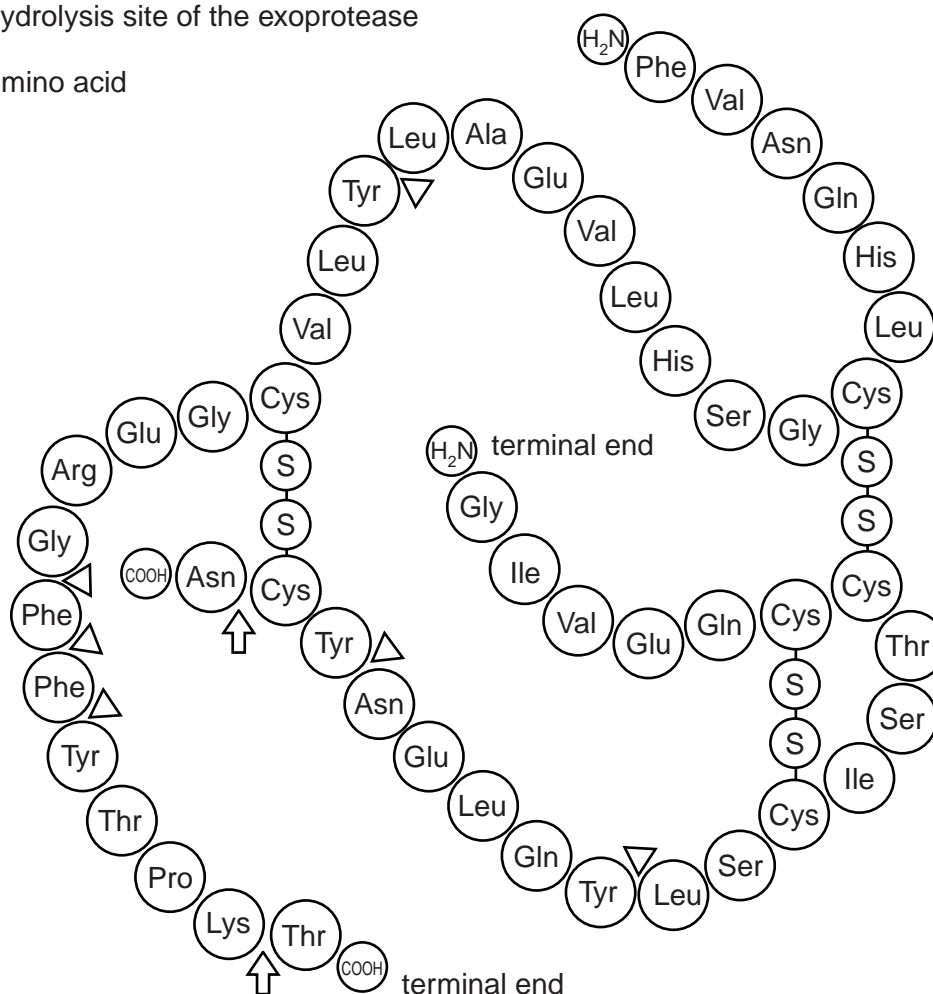 ydrolysis site of the exoprotease
mino acid
H2N
Phe
Val
Asn
Gln
His
Leu
Cys
Gly
Ser
His
Leu
Val
Glu
Ala
Leu
Tyr
Leu
Val
Cys
Gly
Glu
Arg
Gly
Phe
Phe
Tyr
Thr
Pro
Lys
Thr
COOH
terminal end
S
S
S
S
H2N
terminal end
Gly
Ile
Val
Glu
Gln
Cys
S
S
Cys
Thr
Ser
Ile
Cys
Ser
Leu
Tyr
Gln
Leu
Glu
Asn
Tyr
Cys
Asn
COOH